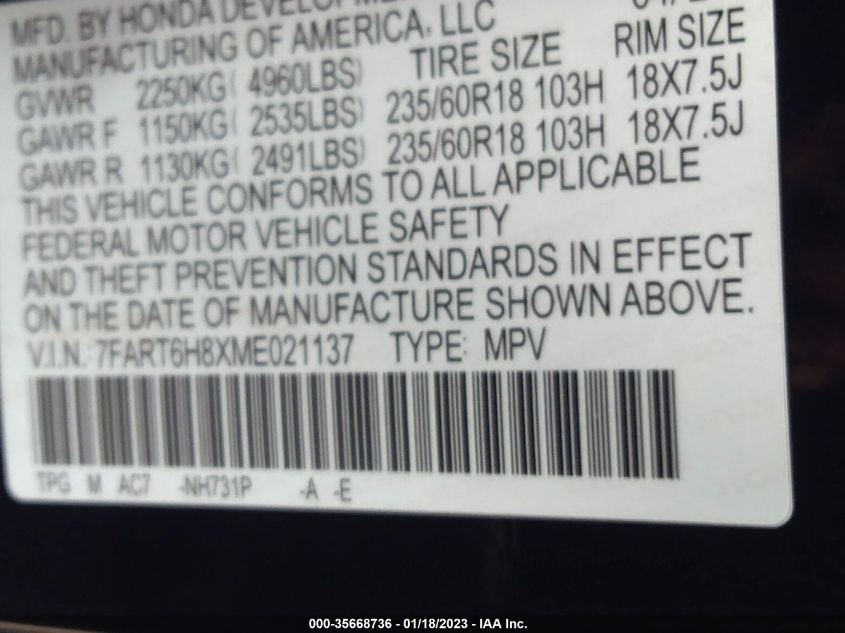 MFD. BY HONDA DEVELOPMENT
MANUFACTURING OF AMERICA, LLC
TIRE SIZE RIM SIZE
GVWR 2250KG( 4960LBS)
GAWR F 1150KG( 2535LBS) 235/60R18 103H 18X7.5J
GAWR R 1130KG( 2491LBS) 235/60R18 103H 18X7.5J
THIS VEHICLE CONFORMS TO ALL APPLICABLE
FEDERAL MOTOR VEHICLE SAFETY
AND THEFT PREVENTION STANDARDS IN EFFECT
ON THE DATE OF MANUFACTURE SHOWN ABOVE.
V.I.N.: 7FART6H8XME021137 TYPE: MPV
TPG M AC7 -NH731P -A -E
000-35668736 - 01/18/2023 - IAA Inc.